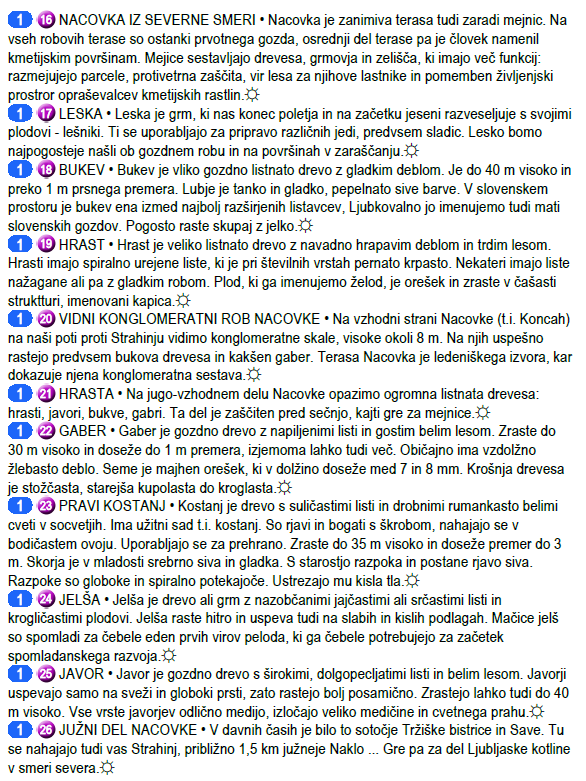 1 16 NACOVKA IZ SEVERNE SMERI • Nacovka je zanimiva terasa tudi zaradi mejnic. Na
vseh robovih terase so ostanki prvotnega gozda, osrednji del terase pa je človek namenil
kmetijskim površinam. Mejice sestavljajo drevesa, grmovja in zelišča, ki imajo več funkcij:
razmejujejo parcele, protivetrna zaščita, vir lesa za njihove lastnike in pomemben življenjski
prostor opraševalcev kmetijskih rastlin.☼
1 17 LESKA • Leska je grm, ki nas konec poletja in na začetku jeseni razveseljuje s svojimi
plodovi - lešniki. Ti se uporabljajo za pripravo različnih jedi, predvsem sladic. Lesko bomo
najpogosteje našli ob gozdnem robu in na površinah v zaraščanju.☼
1 18 BUKEV • Bukev je vliko gozdno listnato drevo z gladkim deblom. Je do 40 m visoko in
preko 1 m prsnega premera. Lubje je tanko in gladko, pepelnato sive barve. V slovenskem
prostoru je bukev ena izmed najbolj razširjenih listavcev, Ljubkovalno jo imenujemo tudi mati
slovenskih gozdov. Pogosto raste skupaj z jelko.☼
1 19 HRAST • Hrast je veliko listnato drevo z navadno hrapavim deblom in trdim lesom.
Hrasti imajo spiralno urejene liste, ki je pri številnih vrstah pernato krpasto. Nekateri imajo liste
nažagane ali pa z gladkim robom. Plod, ki ga imenujemo želod, je orešek in zraste v čašasti
struktturi, imenovani kapica.☼
1 20 VIDNI KONGLOMERATNI ROB NACOVKE • Na vzhodni strani Nacovke (t.i. Koncah)
na naši poti proti Strahinju vidimo konglomeratne skale, visoke okoli 8 m. Na njih uspešno
rastejo predvsem bukova drevesa in kakšen gaber. Terasa Nacovka je ledeniškega izvora, kar
dokazuje njena konglomeratna sestava.☼
1 21 HRASTA • Na jugo-vzhodnem delu Nacovke opazimo ogromna listnata drevesa:
hrasti, javori, bukve, gabri. Ta del je zaščiten pred sečnjo, kajti gre za mejnice.☼
1 22 GABER • Gaber je gozdno drevo z napiljenimi listi in gostim belim lesom. Zraste do
30 m visoko in doseže do 1 m premera, izjemoma lahko tudi več. Običajno ima vzdolžno
žlebasto deblo. Seme je majhen orešek, ki v dolžino doseže med 7 in 8 mm. Krošnja drevesa
je stožčasta, starejša kupolasta do kroglasta.☼
1 23 PRAVI KOSTANJ • Kostanj je drevo s suličastimi listi in drobnimi rumankasto belimi
cveti v socvetjih. Ima užitni sad t.i. kostanj. So rjavi in bogati s škrobom, nahajajo se v
bodičastem ovoju. Uporabljajo se za prehrano. Zraste do 35 m visoko in doseže premer do 3
m. Skorja je v mladosti srebrno siva in gladka. S starostjo razpoka in postane rjavo siva.
Razpoke so globoke in spiralno potekajoče. Ustrezajo mu kisla tla.☼
1 24 JELŠA • Jelša je drevo ali grm z nazobčanimi jajčastimi ali srčastimi listi in
krogličastimi plodovi. Jelša raste hitro in uspeva tudi na slabih in kislih podlagah. Mačice jelš
so spomladi za čebele eden prvih virov peloda, ki ga čebele potrebujejo za začetek
spomladanskega razvoja.☼
1 25 JAVOR • Javor je gozdno drevo s širokimi, dolgopecljatimi listi in belim lesom. Javorji
uspevajo samo na sveži in globoki prsti, zato rastejo bolj posamično. Zrastejo lahko tudi do 40
m visoko. Vse vrste javorjev odlično medijo, izločajo veliko medičine in cvetnega prahu.☼
1 26 JUŽNI DEL NACOVKE • V davnih časih je bilo to sotočje Tržiške bistrice in Save. Tu
se nahajajo tudi vas Strahinj, približno 1,5 km južneje Naklo ... Gre pa za del Ljubljaske kotline
v smeri severa.☼